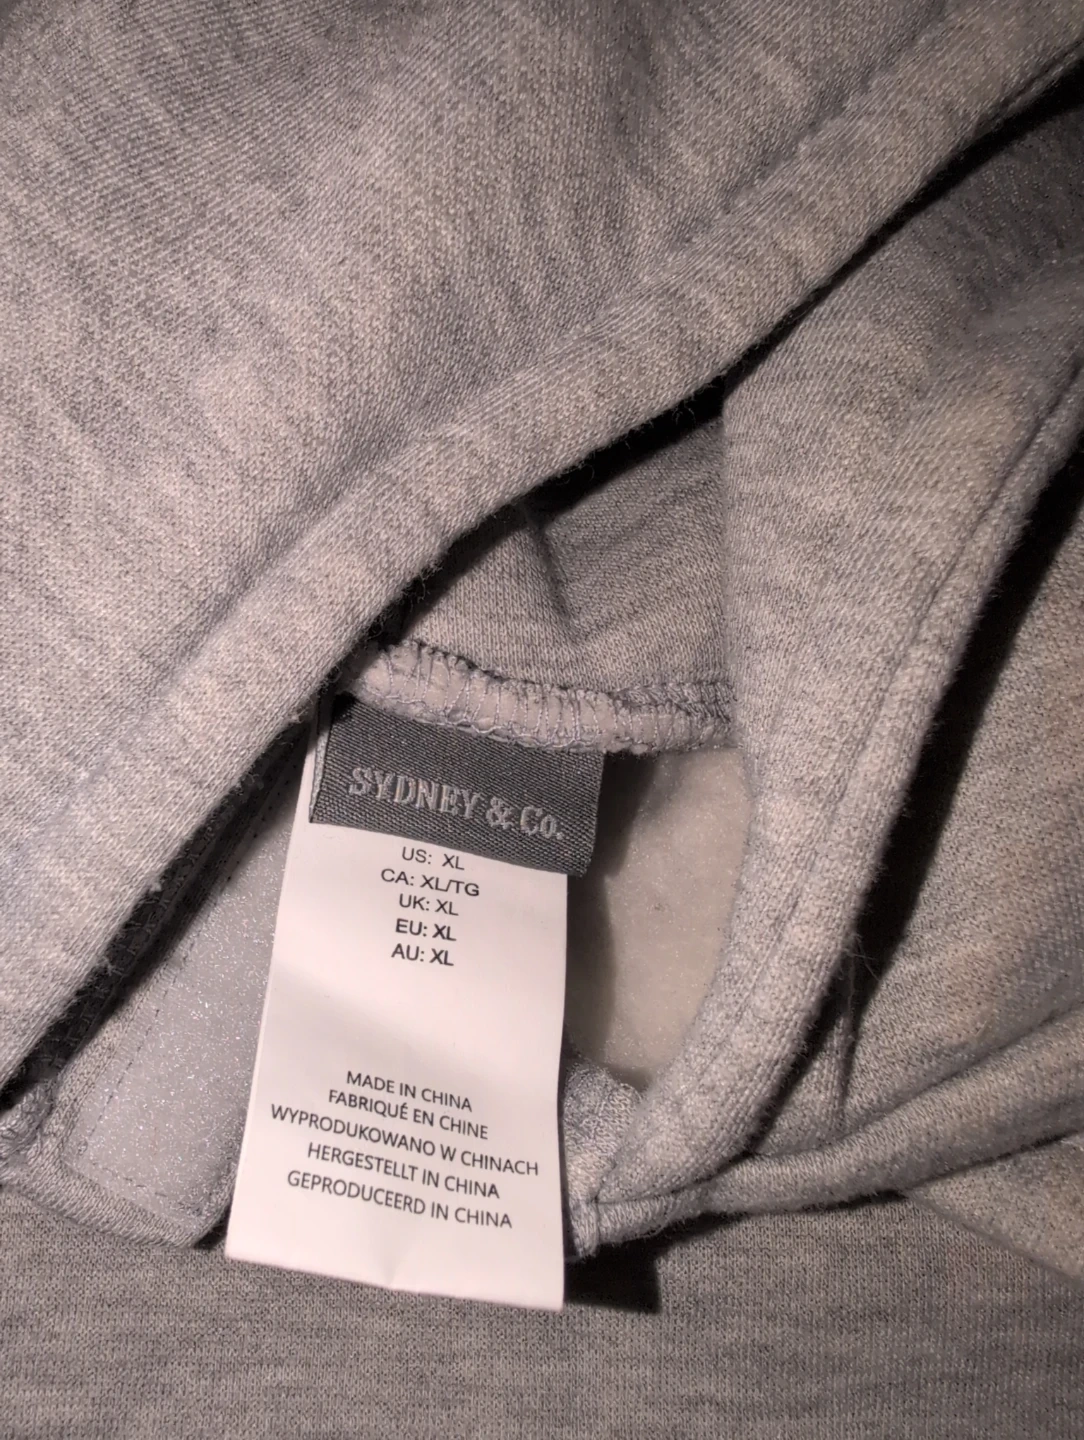 SYDNEY & Co.
US: XL
CA: XL/TG
UK: XL
EU: XL
AU: XL
MADE IN CHINA
FABRIQUÉ EN CHINE
WYPRODUKOWANO W CHINACH
HERGESTELLT IN CHINA
GEPRODUCEERD IN CHINA